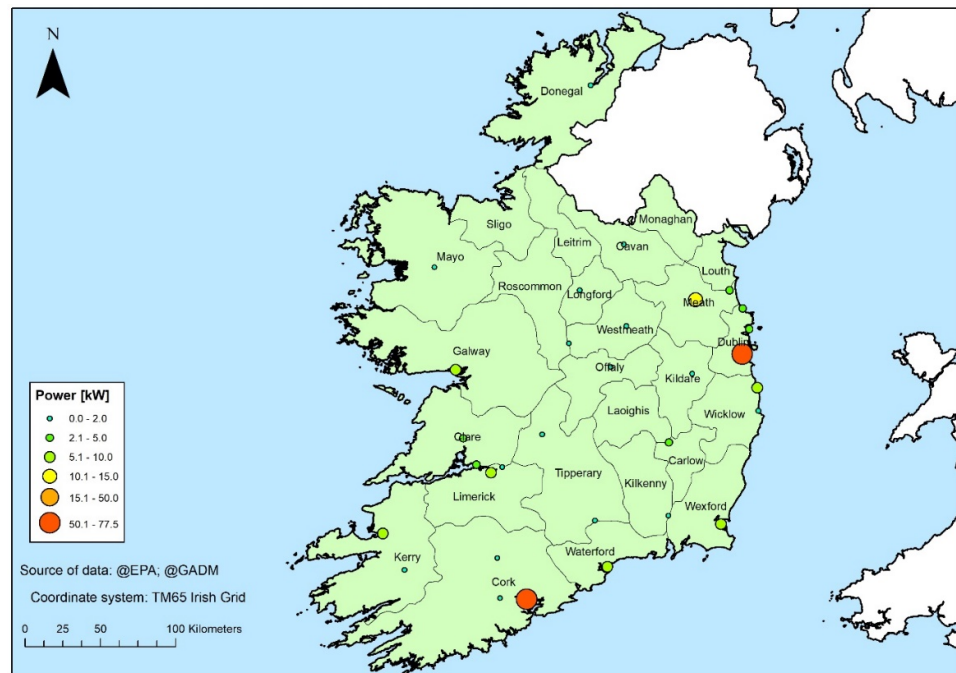 N
Donegal
Monaghan
Sligo
Leitrim
Cavan
Mayo
Louth
Roscommon
Longford
Meath
Westmeath
Dublin
Galway
Offaly
Kildare
Laoighis
Wicklow
Clare
Carlow
Tipperary
Kilkenny
Limerick
Wexford
Waterford
Kerry
Cork
Power [kW]
0.0 - 2.0
2.1 - 5.0
5.1 - 10.0
10.1 - 15.0
15.1 - 50.0
50.1 - 77.5
Source of data: @EPA; @GADM
Coordinate system: TM65 Irish Grid
0 25 50 100 Kilometers